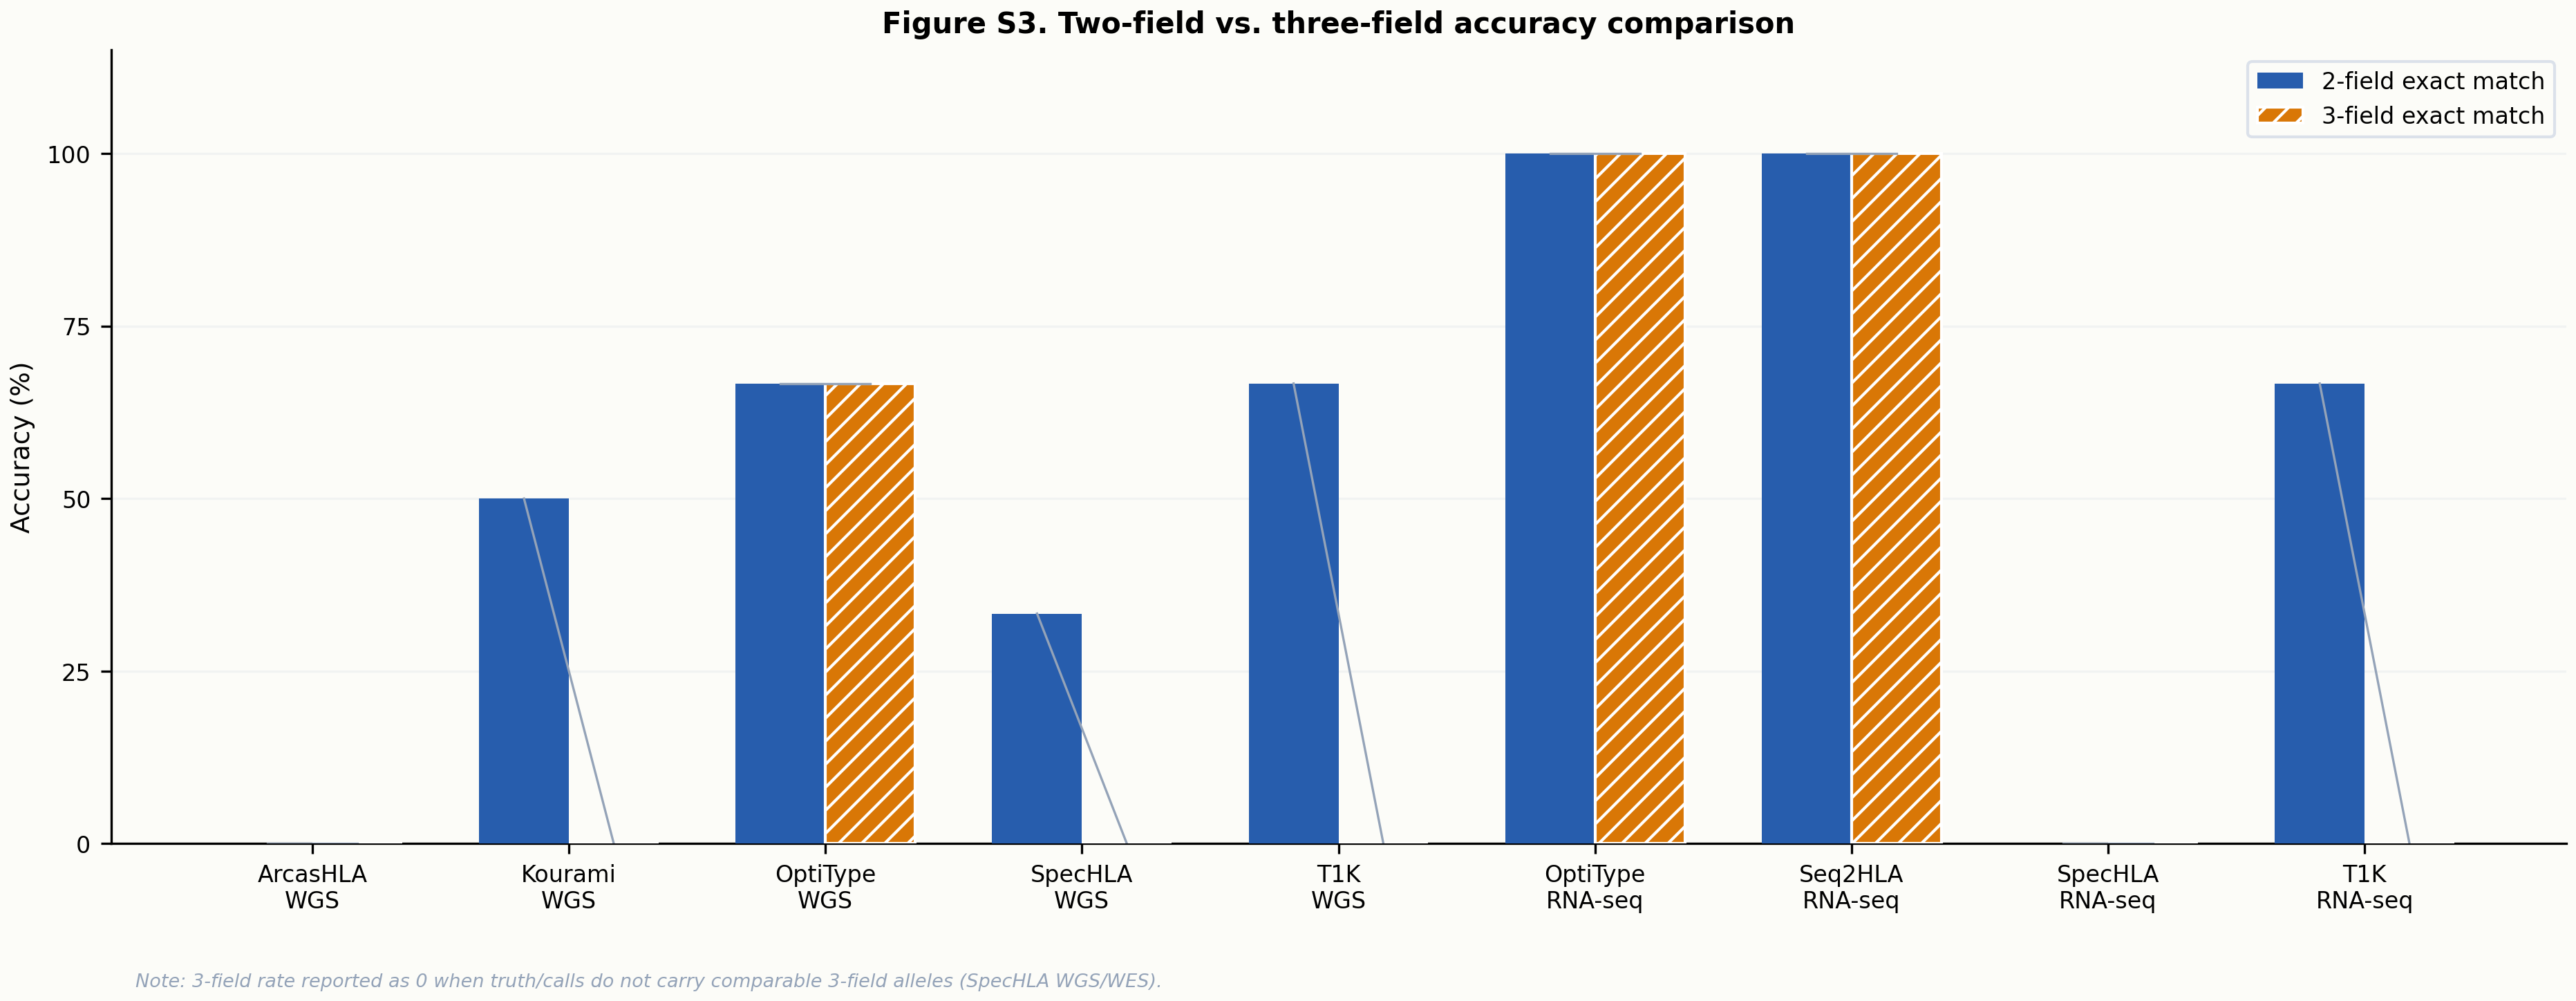 Figure S3. Two-field vs. three-field accuracy comparison
2-field exact match
3-field exact match
Accuracy (%)
100
75
50
25
0
ArcasHLA
WGS
Kourami
WGS
OptiType
WGS
SpecHLA
WGS
T1K
WGS
OptiType
RNA-seq
Seq2HLA
RNA-seq
SpecHLA
RNA-seq
T1K
RNA-seq
Note: 3-field rate reported as 0 when truth/calls do not carry comparable 3-field alleles (SpecHLA WGS/WES).